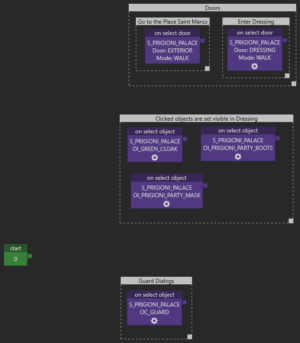 Doors
Go to the Place Saint Marco
on select door
S_PRIGIONI_PALACE
Door: EXTERIOR
Mode: WALK
Enter Dressing
on select door
S_PRIGIONI_PALACE
Door: DRESSING
Mode: WALK
Clicked objects are set visible in Dressing
on select object
S_PRIGIONI_PALACE
OI_GREEN_CLOAK
on select object
S_PRIGIONI_PALACE
OI_PRIGIONI_PARTY_BOOTS
on select object
S_PRIGIONI_PALACE
OI_PRIGIONI_PARTY_MASK
start
0
Guard Dialogs
on select object
S_PRIGIONI_PALACE
OC_GUARD